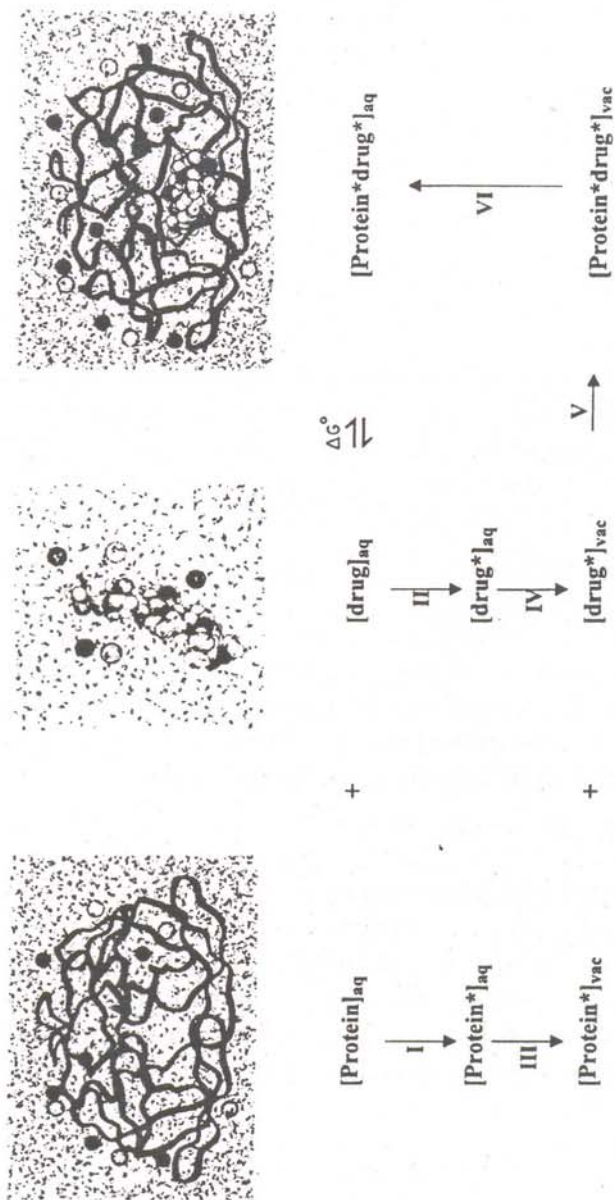 [Protein]aq + [drug]aq ΔG° ⇌ [Protein*drug*]aq
I II VI
[Protein*]aq [drug*]aq
III IV
[Protein*]vac + [drug*]vac V [Protein*drug*]vac